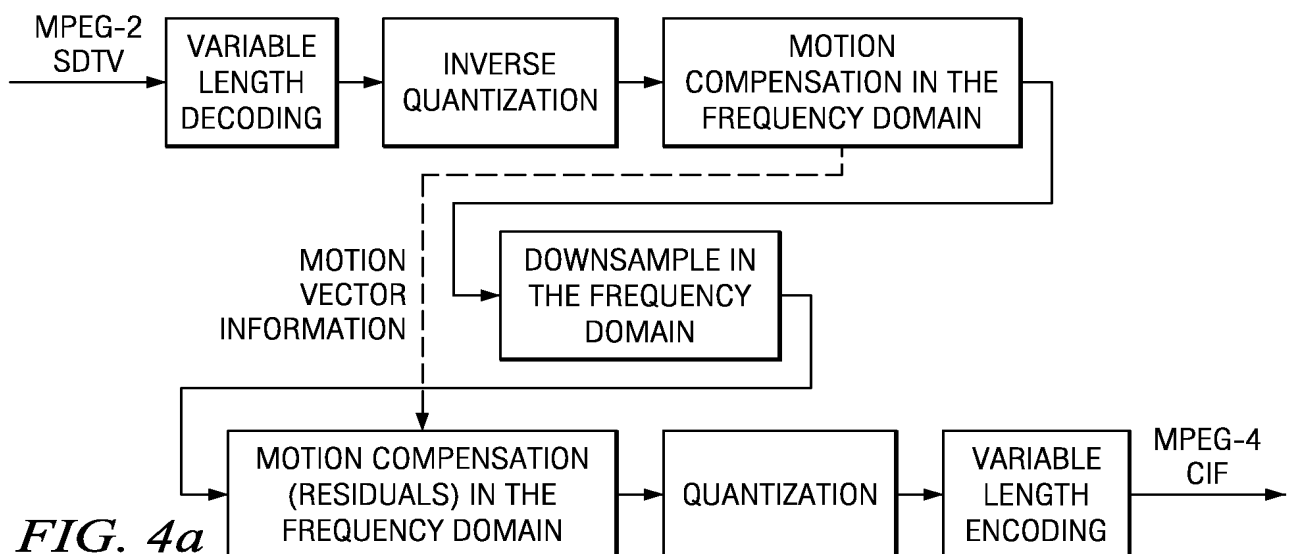 MPEG-2
SDTV
VARIABLE
LENGTH
DECODING
INVERSE
QUANTIZATION
MOTION
COMPENSATION IN THE
FREQUENCY DOMAIN
MOTION
VECTOR
INFORMATION
DOWNSAMPLE IN
THE FREQUENCY
DOMAIN
MOTION COMPENSATION
(RESIDUALS) IN THE
FREQUENCY DOMAIN
QUANTIZATION
VARIABLE
LENGTH
ENCODING
MPEG-4
CIF
FIG. 4a